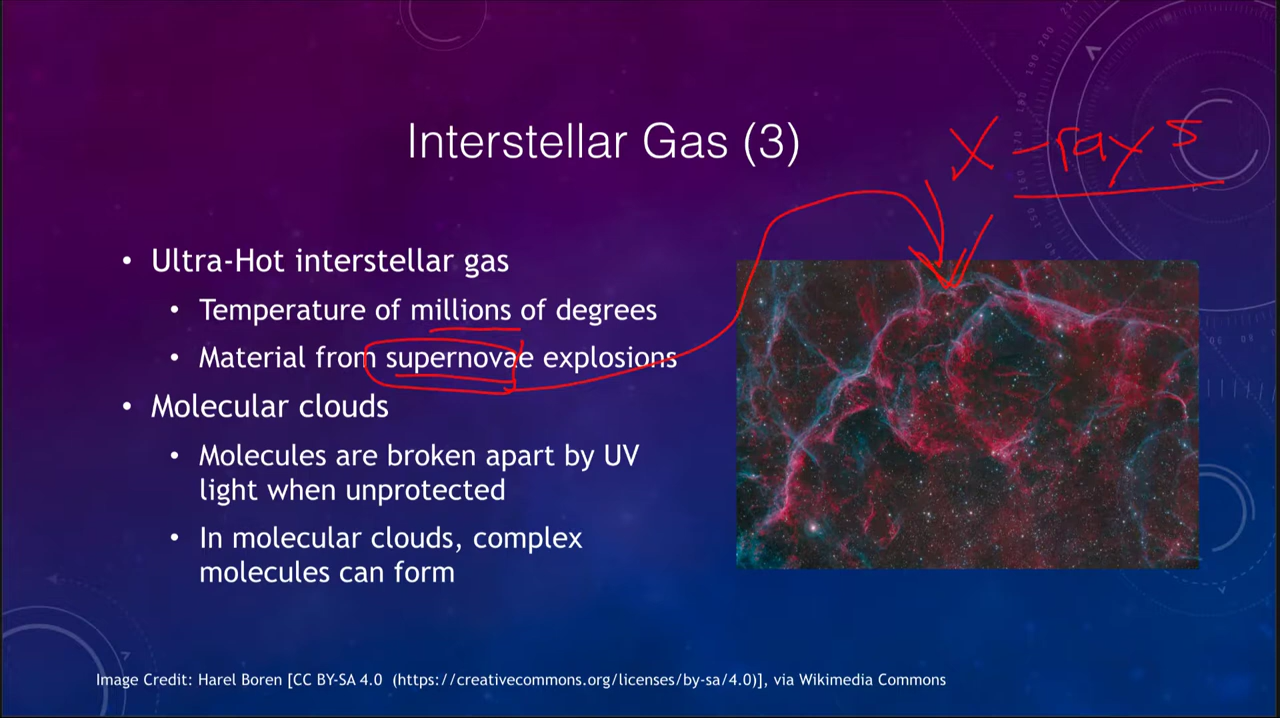 Interstellar Gas (3)
X-rays
• Ultra-Hot interstellar gas
• Temperature of millions of degrees
• Material from supernovae explosions
• Molecular clouds
• Molecules are broken apart by UV
light when unprotected
• In molecular clouds, complex
molecules can form
Image Credit: Harel Boren [CC BY-SA 4.0 (https://creativecommons.org/licenses/by-sa/4.0)], via Wikimedia Commons